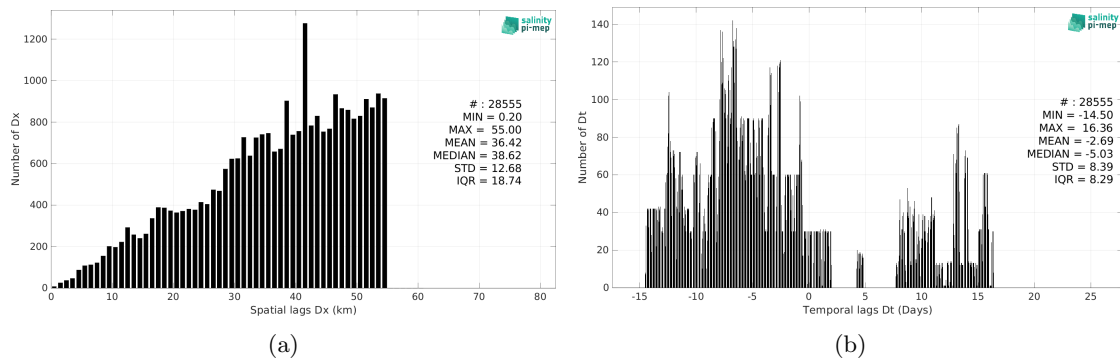 salinity
pi-mep
1200
1000
800
600
400
200
0
Number of Dx
# : 28555
MIN = 0.20
MAX = 55.00
MEAN = 36.42
MEDIAN = 38.62
STD = 12.68
IQR = 18.74
0 10 20 30 40 50 60 70 80
Spatial lags Dx (km)
(a)
salinity
pi-mep
140
120
100
80
60
40
20
0
Number of Dt
# : 28555
MIN = -14.50
MAX = 16.36
MEAN = -2.69
MEDIAN = -5.03
STD = 8.39
IQR = 8.29
-15 -10 -5 0 5 10 15 20 25
Temporal lags Dt (Days)
(b)